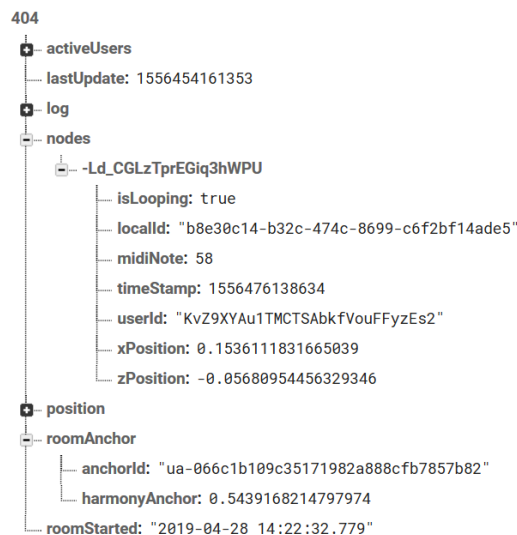 404
activeUsers
lastUpdate: 1556454161353
log
nodes
-Ld_CGLzTprEGiq3hWPU
isLooping: true
localId: "b8e30c14-b32c-474c-8699-c6f2bf14ade5"
midiNote: 58
timeStamp: 1556476138634
userId: "KvZ9XYAu1TMCTSAbkfVouFFyzEs2"
xPosition: 0.1536111831665039
zPosition: -0.05680954456329346
position
roomAnchor
anchorId: "ua-066c1b109c35171982a888cfb7857b82"
harmonyAnchor: 0.5439168214797974
roomStarted: "2019-04-28 14:22:32.779"